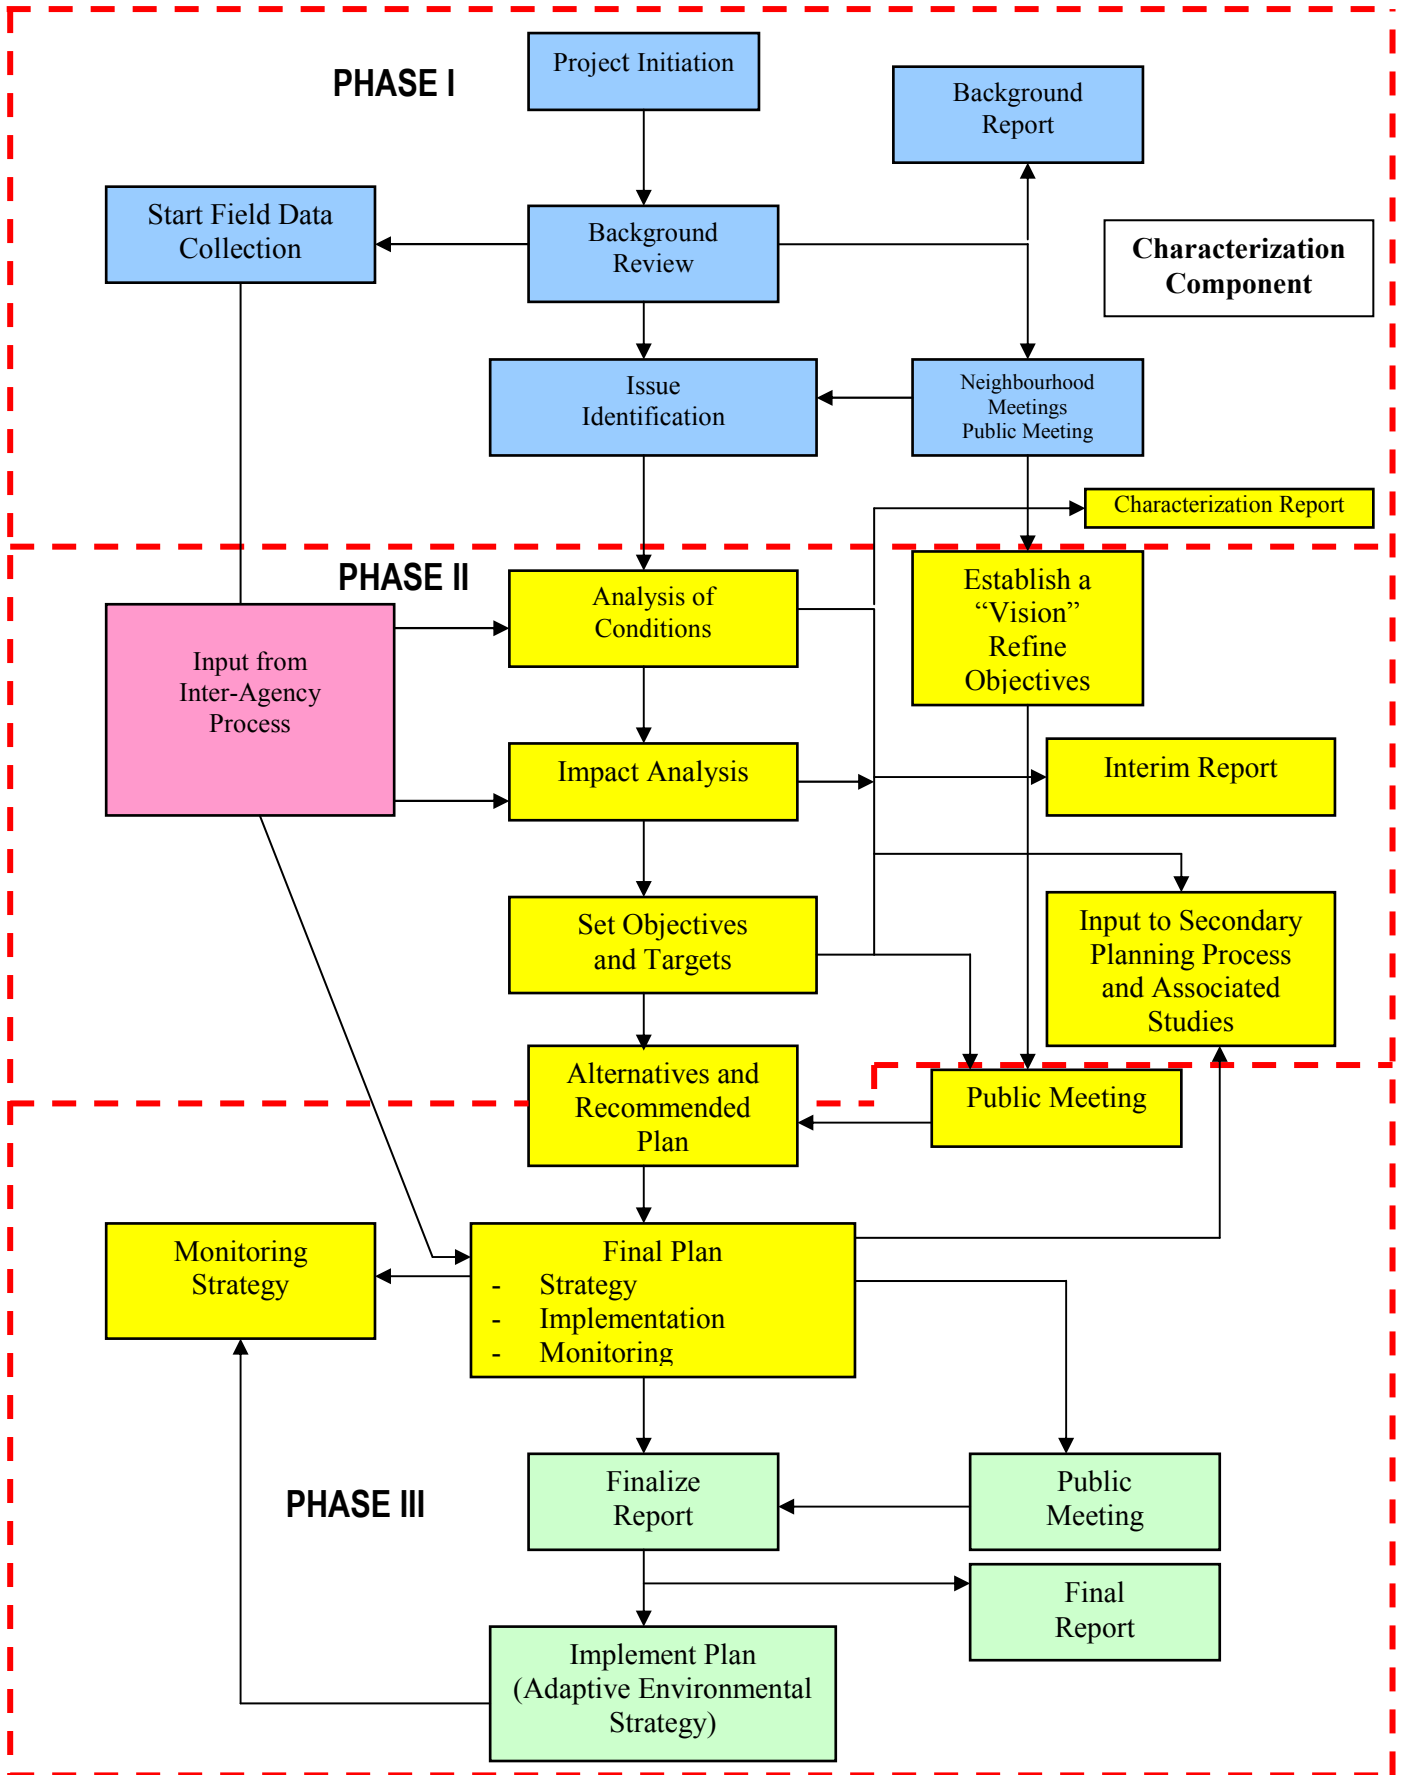 Project Initiation
PHASE I
Background
Report
Start Field Data
Collection
Background
Review
Characterization
Component
Issue
Identification
Neighbourhood
Meetings
Public Meeting
Characterization Report
PHASE II
Analysis of
Conditions
Establish a
“Vision”
Refine
Objectives
Input from
Inter-Agency
Process
Impact Analysis
Interim Report
Set Objectives
and Targets
Input to Secondary
Planning Process
and Associated
Studies
Alternatives and
Recommended
Plan
Public Meeting
Monitoring
Strategy
Final Plan
- Strategy
- Implementation
- Monitoring
PHASE III
Finalize
Report
Public
Meeting
Final
Report
Implement Plan
(Adaptive Environmental
Strategy)